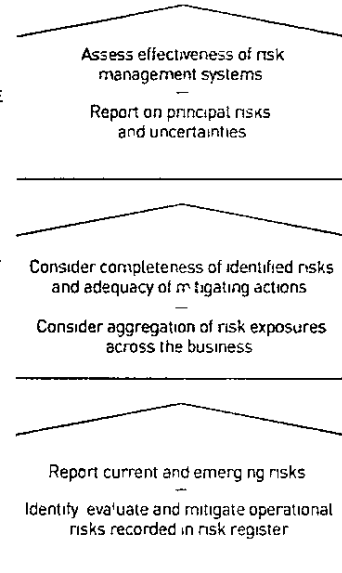 Assess effectiveness of risk
management systems
—
Report on principal risks
and uncertainties
Consider completeness of identified risks
and adequacy of mitigating actions
—
Consider aggregation of risk exposures
across the business
Report current and emerging risks
—
Identify evaluate and mitigate operational
risks recorded in risk register